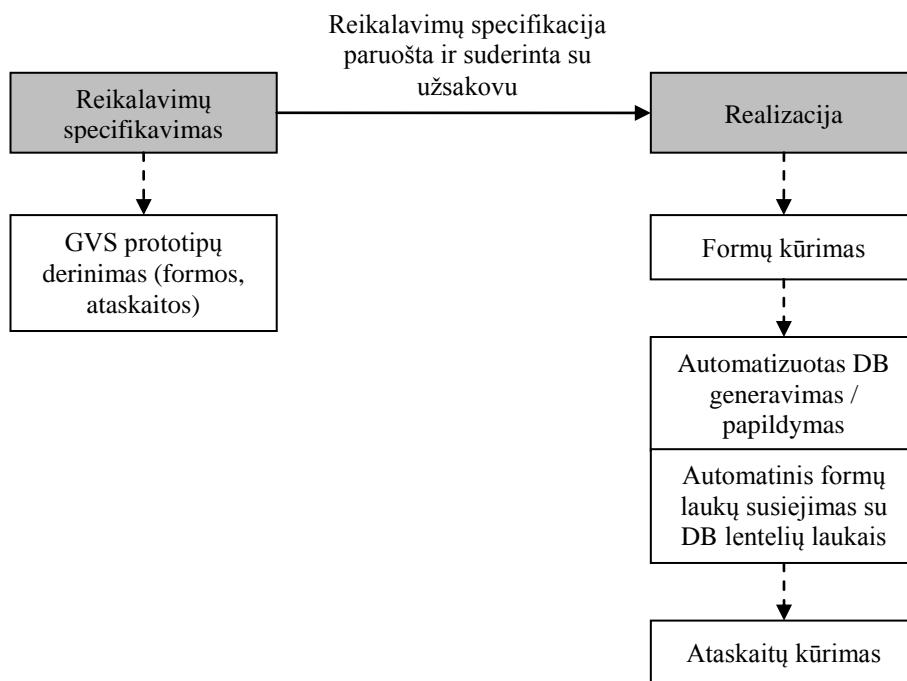 Reikalavimų specifikacija
paruošta ir suderinta su
užsakovu
Reikalavimų
specifikavimas
Realizacija
GVS prototipų
derinimas (formos,
ataskaitos)
Formų kūrimas
Automatizuotas DB
generavimas /
papildymas
Automatinis formų
laukų susiejimas su
DB lentelių laukais
Ataskaitų kūrimas